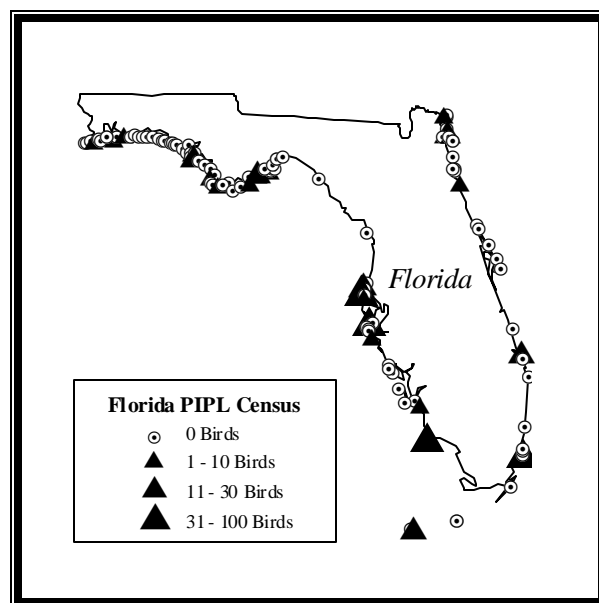 Florida
Florida PIPL Census
0 Birds
1 - 10 Birds
11 - 30 Birds
31 - 100 Birds